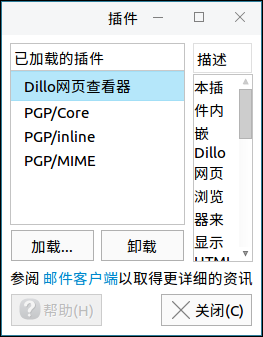 插件
已加载的插件
Dillo网页查看器
PGP/Core
PGP/inline
PGP/MIME
描述
本插
件内
嵌
Dillo
网页
浏览
器来
显示
HTML
加载...
卸载
参阅 邮件客户端以取得更详细的资讯
帮助(H)
关闭(C)